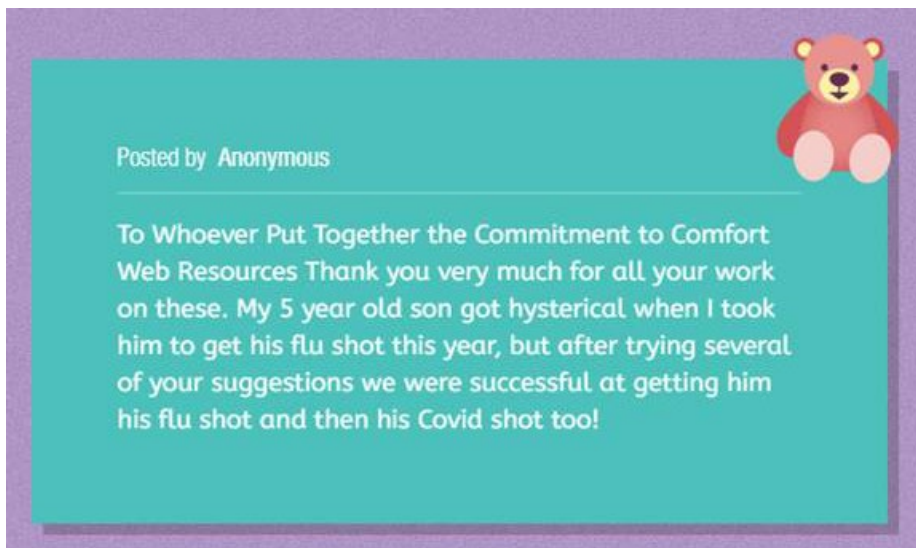 Posted by Anonymous
To Whoever Put Together the Commitment to Comfort
Web Resources Thank you very much for all your work
on these. My 5 year old son got hysterical when I took
him to get his flu shot this year, but after trying several
of your suggestions we were successful at getting him
his flu shot and then his Covid shot too!